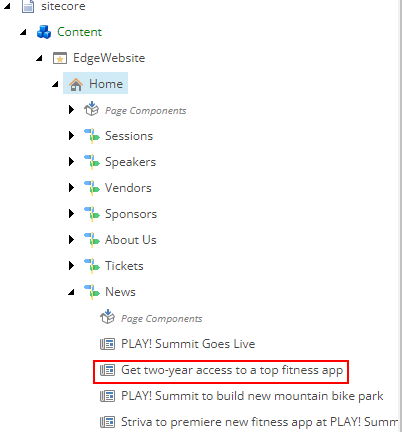 sitecore
Content
EdgeWebsite
Home
Page Components
Sessions
Speakers
Vendors
Sponsors
About Us
Tickets
News
Page Components
PLAY! Summit Goes Live
Get two-year access to a top fitness app
PLAY! Summit to build new mountain bike park
Striva to premiere new fitness app at PLAY! Summ